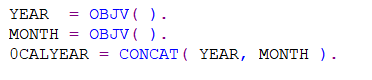 YEAR = OBJV( ).
MONTH = OBJV( ).
0CALYEAR = CONCAT( YEAR, MONTH ).